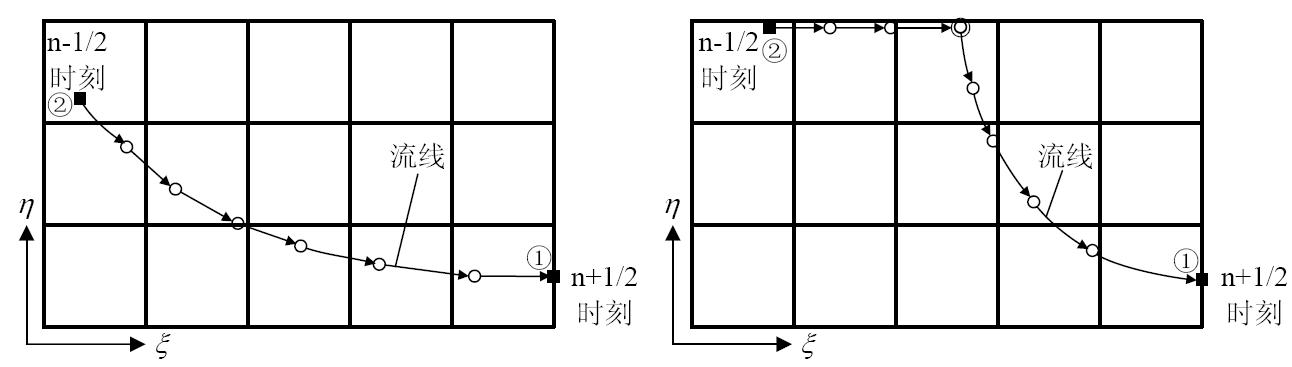 n-1/2
时刻
②
流线
η
①
n+1/2
时刻
ξ
n-1/2
②
时刻
流线
η
①
n+1/2
时刻
ξ